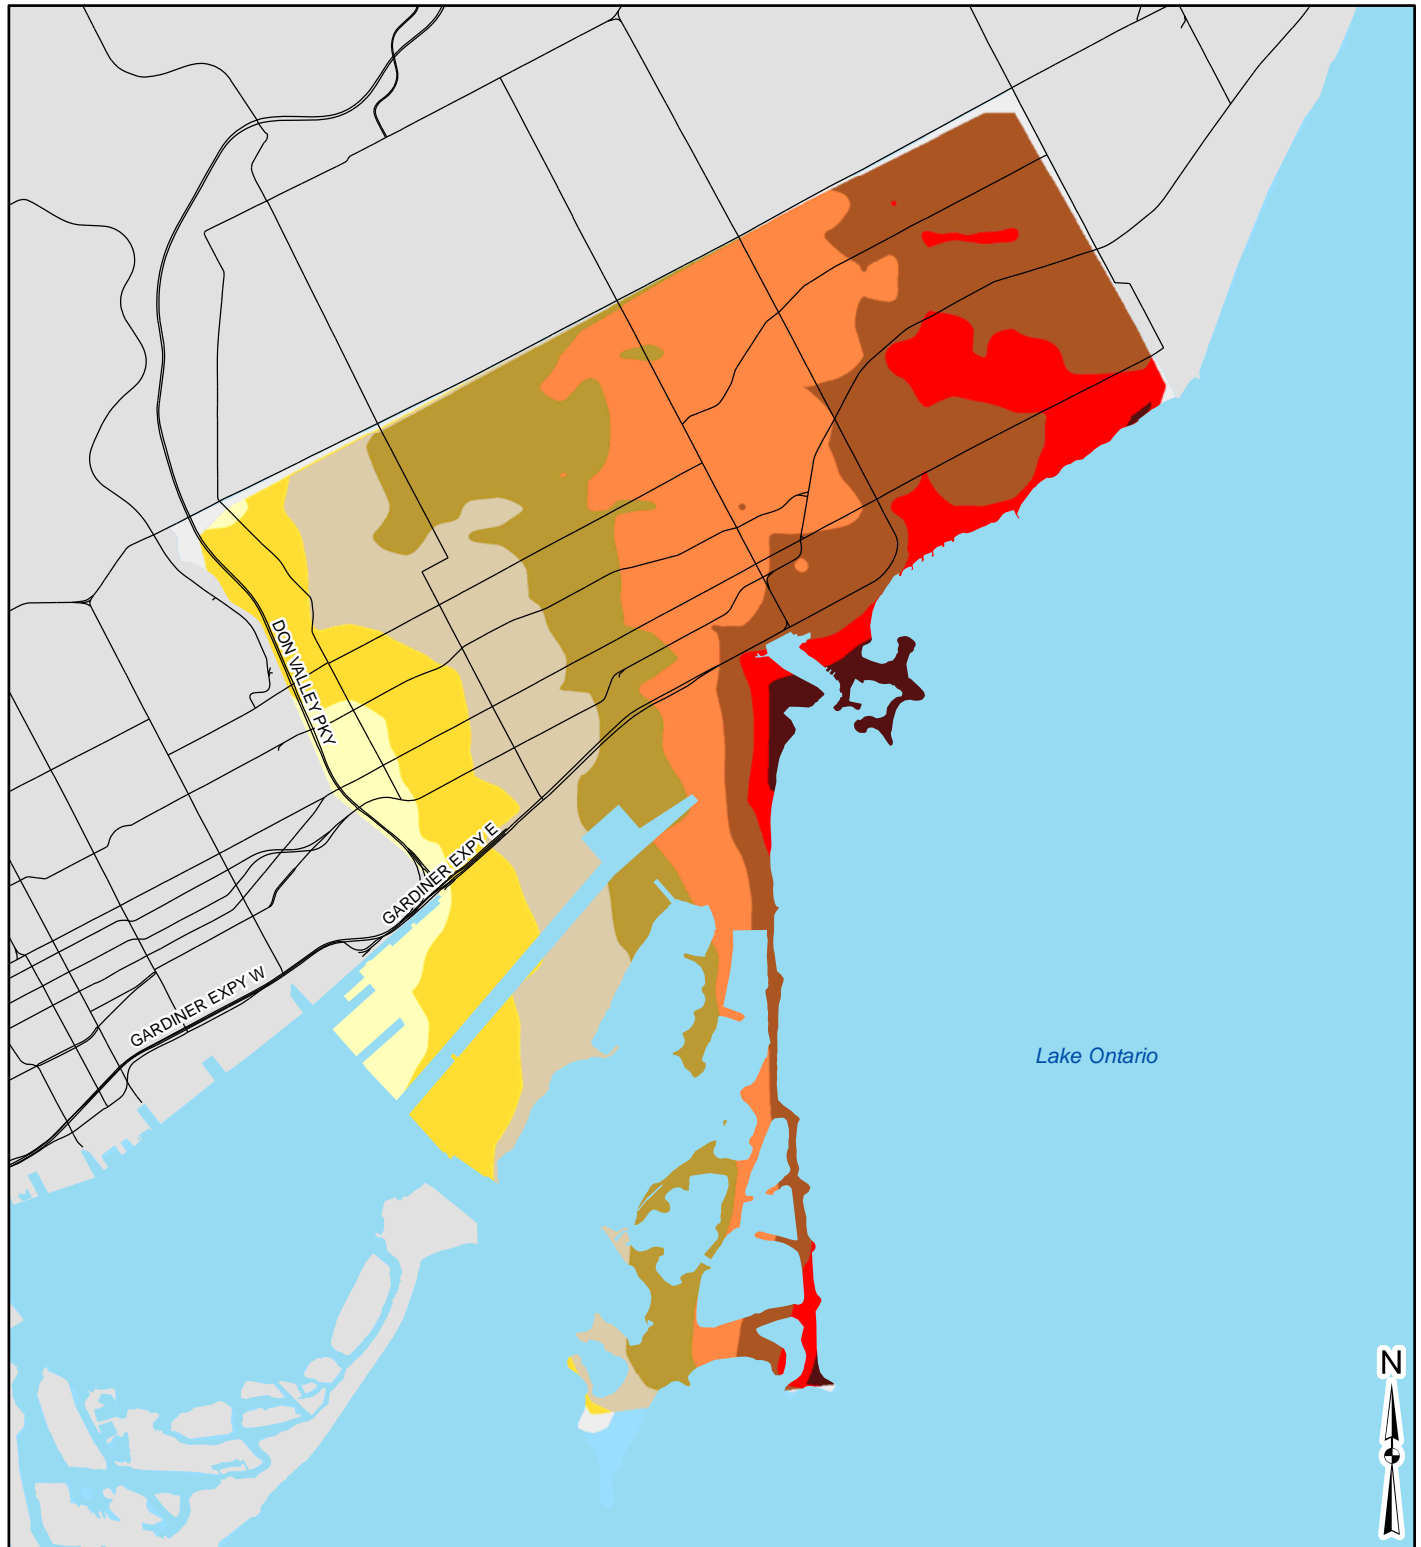 DON VALLEY PKY
GARDINER EXPY E
GARDINER EXPY W
Lake Ontario
N